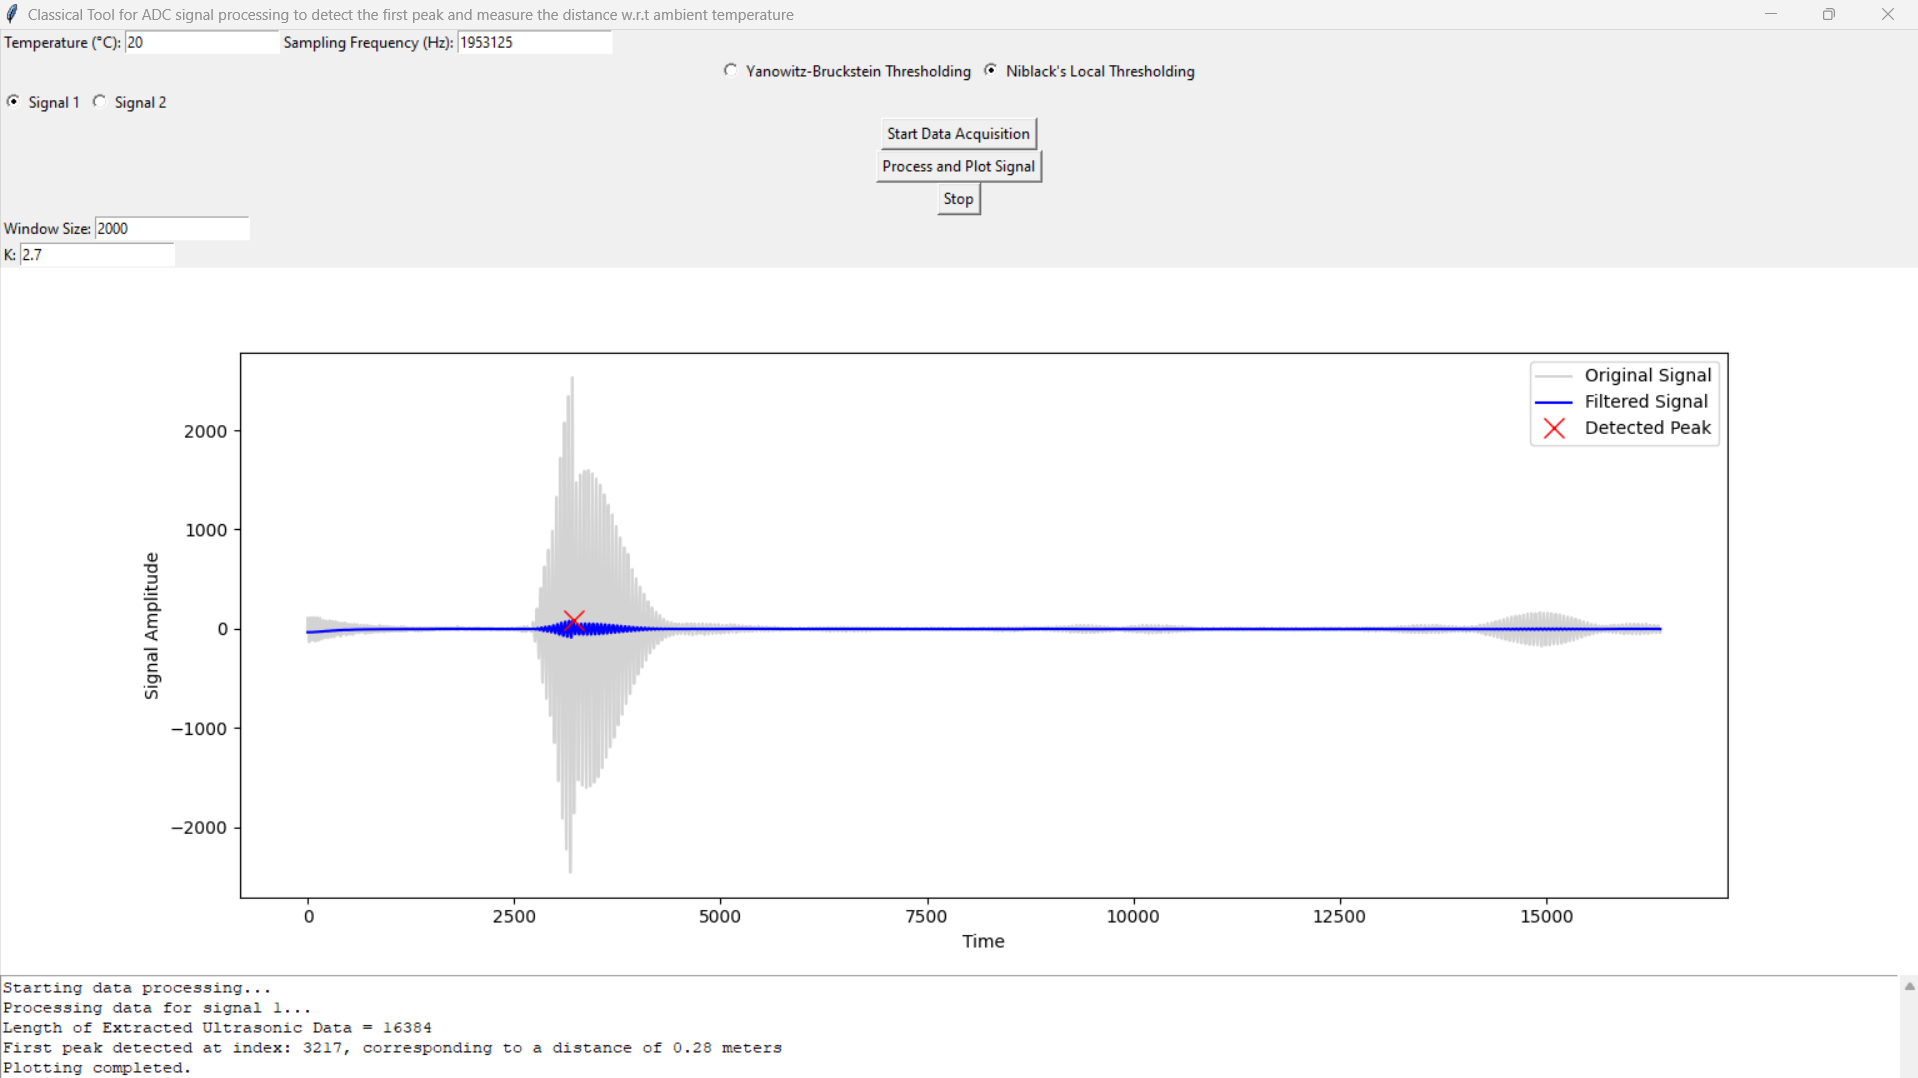 Classical Tool for ADC signal processing to detect the first peak and measure the distance w.r.t ambient temperature
Temperature (°C): 20 Sampling Frequency (Hz): 1953125
Yanowitz-Bruckstein Thresholding Niblack's Local Thresholding
Signal 1 Signal 2
Start Data Acquisition
Process and Plot Signal
Stop
Window Size: 2000
K: 2.7
Original Signal
Filtered Signal
Detected Peak
2000
1000
0
−1000
−2000
Signal Amplitude
0 2500 5000 7500 10000 12500 15000
Time
Starting data processing...
Processing data for signal 1...
Length of Extracted Ultrasonic Data = 16384
First peak detected at index: 3217, corresponding to a distance of 0.28 meters
Plotting completed.